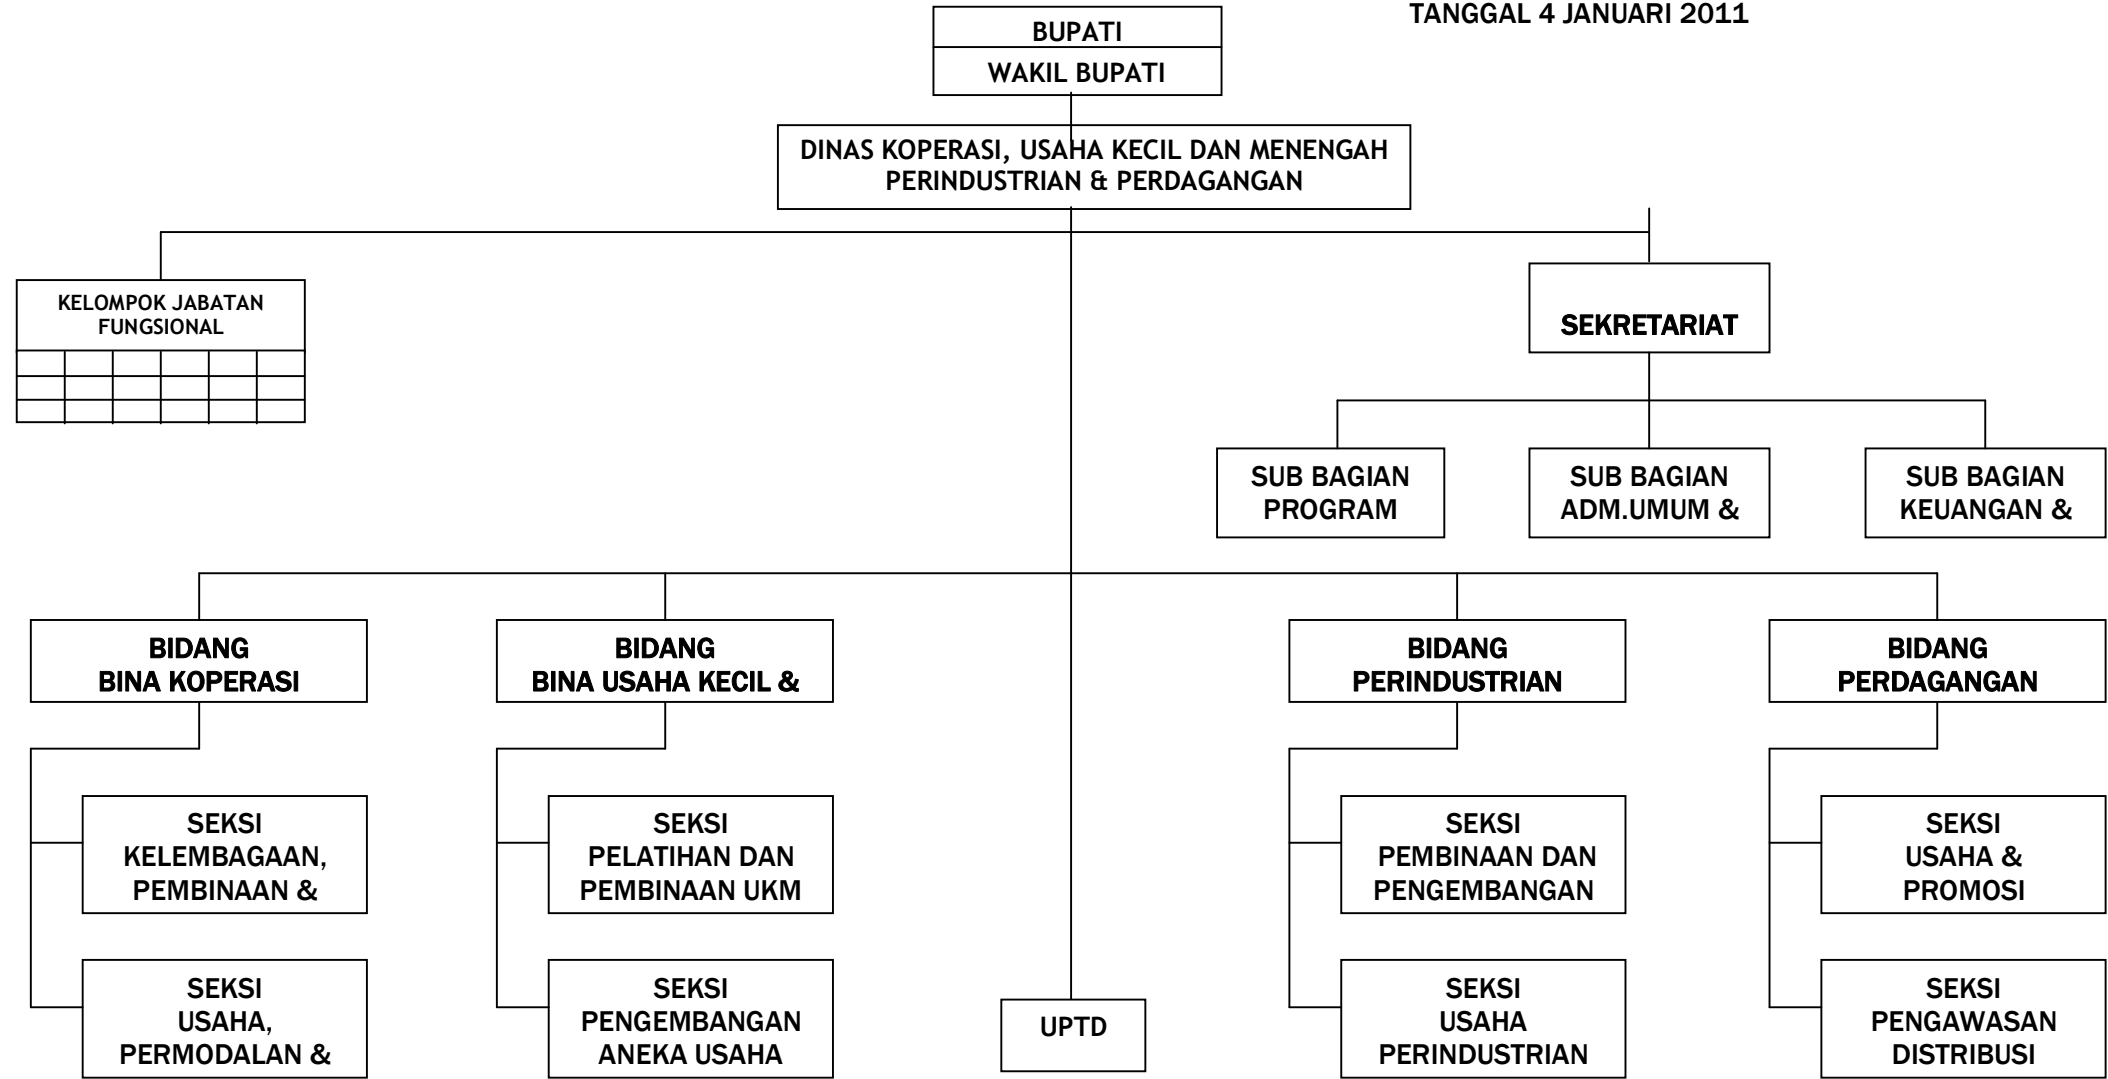 TANGGAL 4 JANUARI 2011
BUPATI
WAKIL BUPATI
DINAS KOPERASI, USAHA KECIL DAN MENENGAH
PERINDUSTRIAN & PERDAGANGAN
KELOMPOK JABATAN
FUNGSIONAL
SEKRETARIAT
SUB BAGIAN
PROGRAM
SUB BAGIAN
ADM.UMUM &
SUB BAGIAN
KEUANGAN &
BIDANG
BINA KOPERASI
BIDANG
BINA USAHA KECIL &
BIDANG
PERINDUSTRIAN
BIDANG
PERDAGANGAN
SEKSI
KELEMBAGAAN,
PEMBINAAN &
SEKSI
PELATIHAN DAN
PEMBINAAN UKM
SEKSI
PEMBINAAN DAN
PENGEMBANGAN
SEKSI
USAHA &
PROMOSI
SEKSI
USAHA,
PERMODALAN &
SEKSI
PENGEMBANGAN
ANEKA USAHA
UPTD
SEKSI
USAHA
PERINDUSTRIAN
SEKSI
PENGAWASAN
DISTRIBUSI